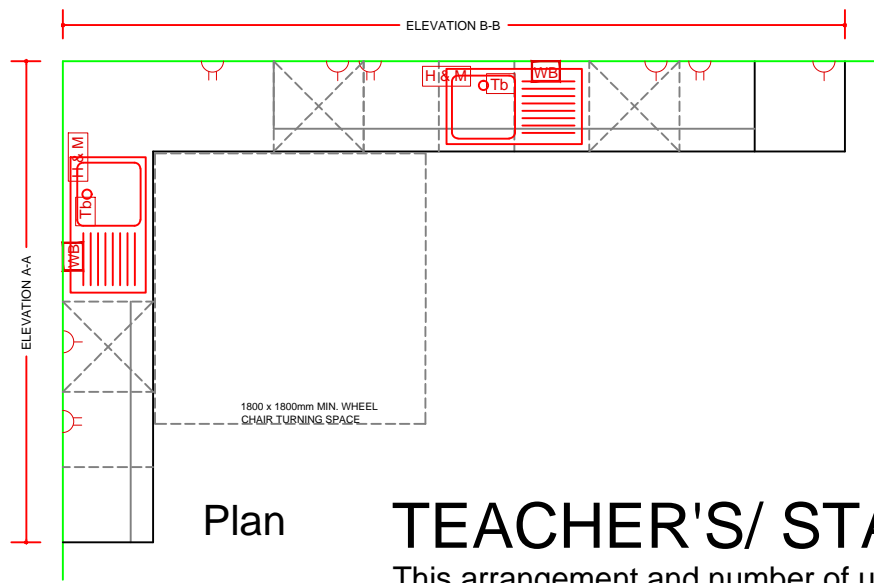 ELEVATION B-B
H & M
Tb
WB
H & M
Tb
WB
ELEVATION A-A
1800 x 1800mm MIN. WHEEL
CHAIR TURNING SPACE
Plan
TEACHER'S/ STA
This arrangement and number of u